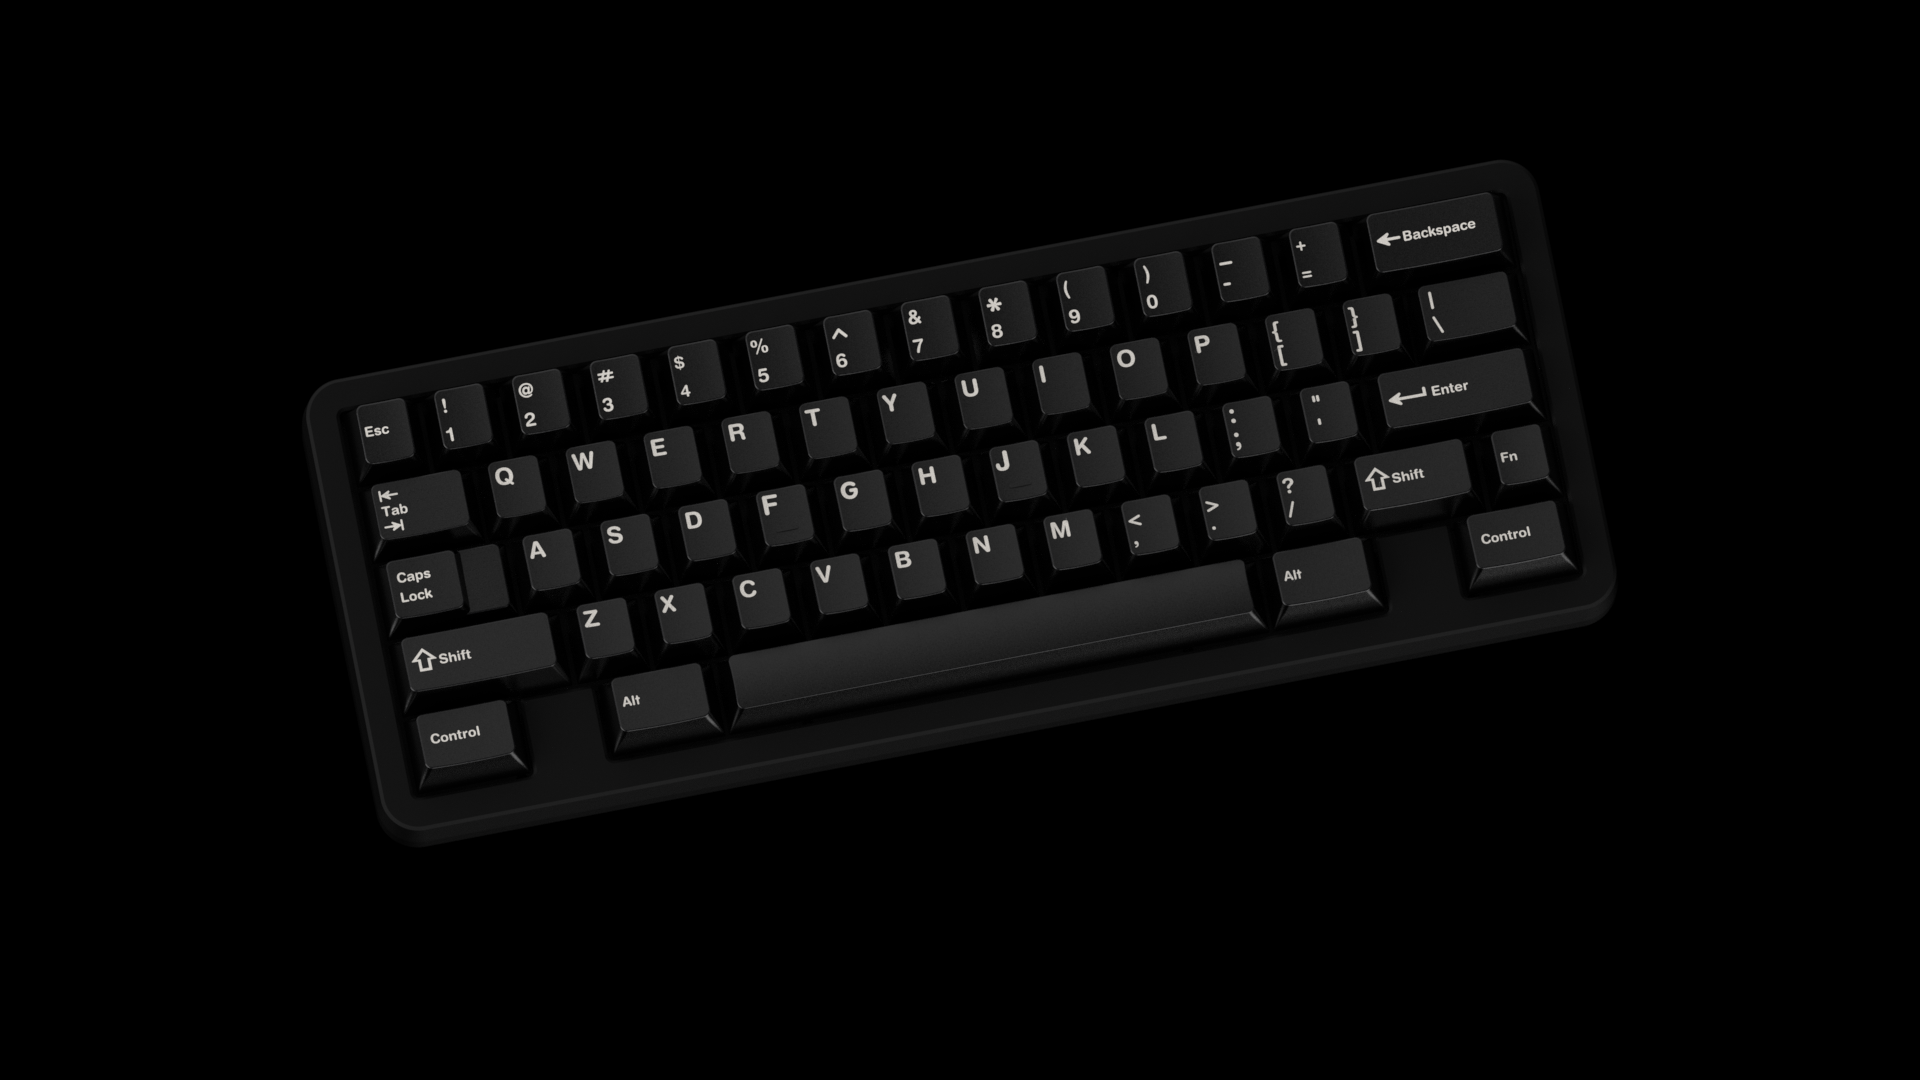 Esc ! 1 @ 2 # 3 $ 4 % 5 ^ 6 & 7 * 8 ( 9 ) 0 _ - + = ←Backspace
⇤ Tab ⇥ Q W E R T Y U I O P { [ } ] | \
Caps Lock A S D F G H J K L : ; " ' ↵ Enter
⇧Shift Z X C V B N M < , > . ? / ⇧Shift Fn
Control Alt Alt Control